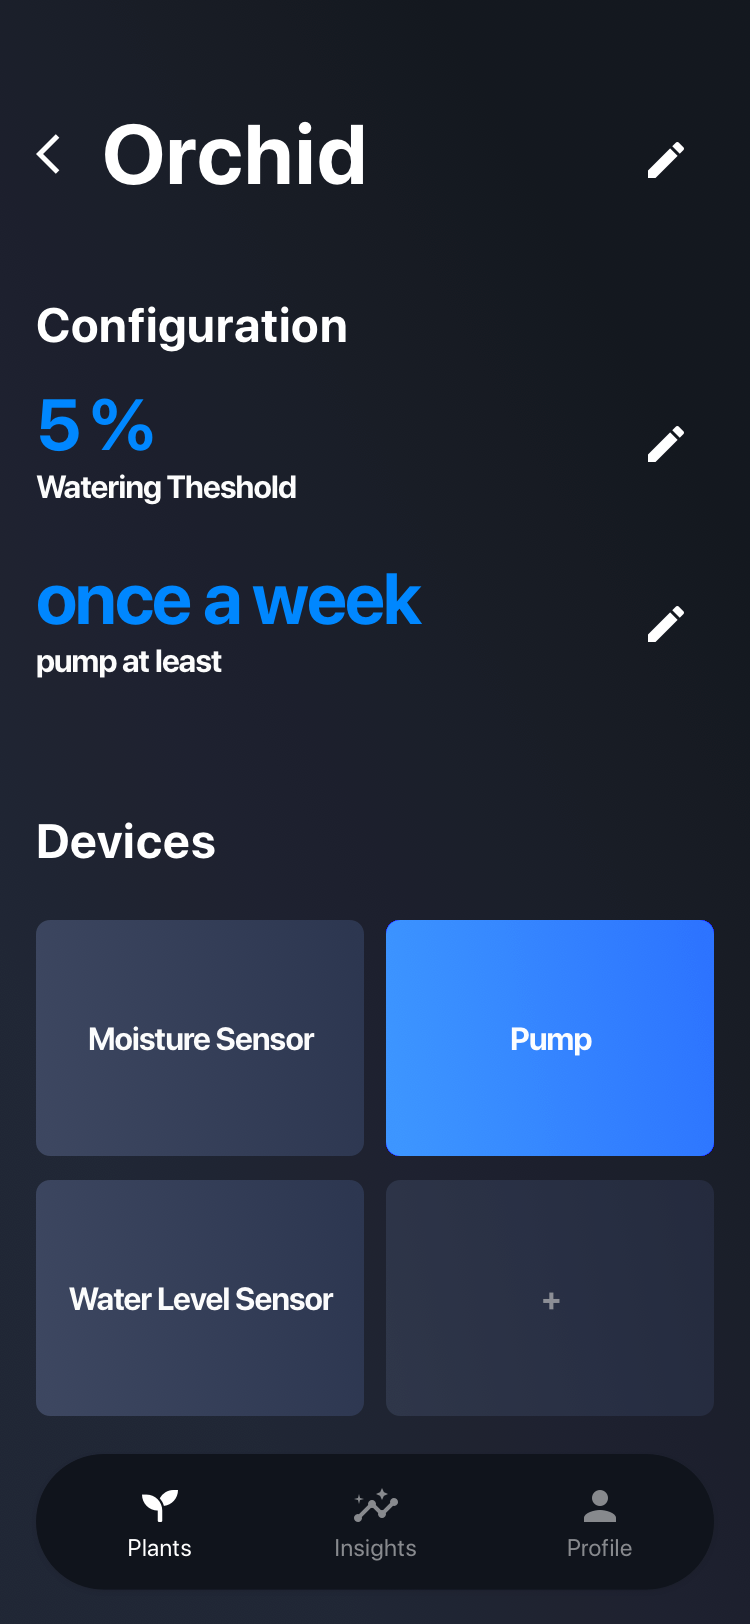 Orchid
Configuration
5 %
Watering Theshold
once a week
pump at least
Devices
Moisture Sensor
Pump
Water Level Sensor
+
Plants
Insights
Profile